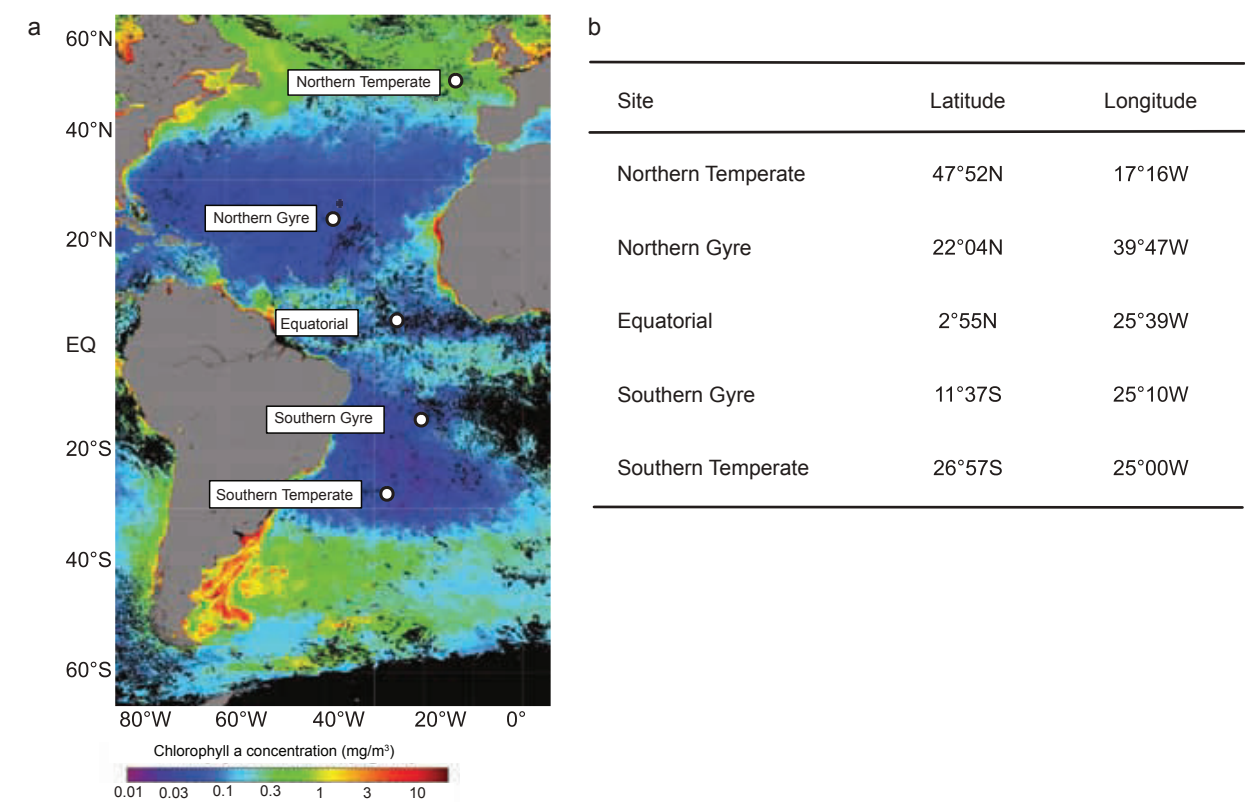 a
60°N
Northern Temperate
40°N
Northern Gyre
20°N
Equatorial
EQ
Southern Gyre
20°S
Southern Temperate
40°S
60°S
80°W 60°W 40°W 20°W 0°
Chlorophyll a concentration (mg/m³)
0.01 0.03 0.1 0.3 1 3 10
b
Site Latitude Longitude
Northern Temperate 47°52N 17°16W
Northern Gyre 22°04N 39°47W
Equatorial 2°55N 25°39W
Southern Gyre 11°37S 25°10W
Southern Temperate 26°57S 25°00W